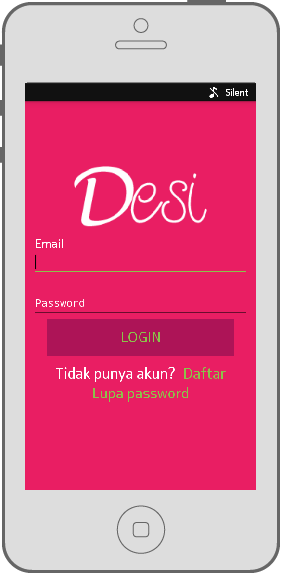 Silent
Desi
Email
Password
LOGIN
Tidak punya akun? Daftar
Lupa password